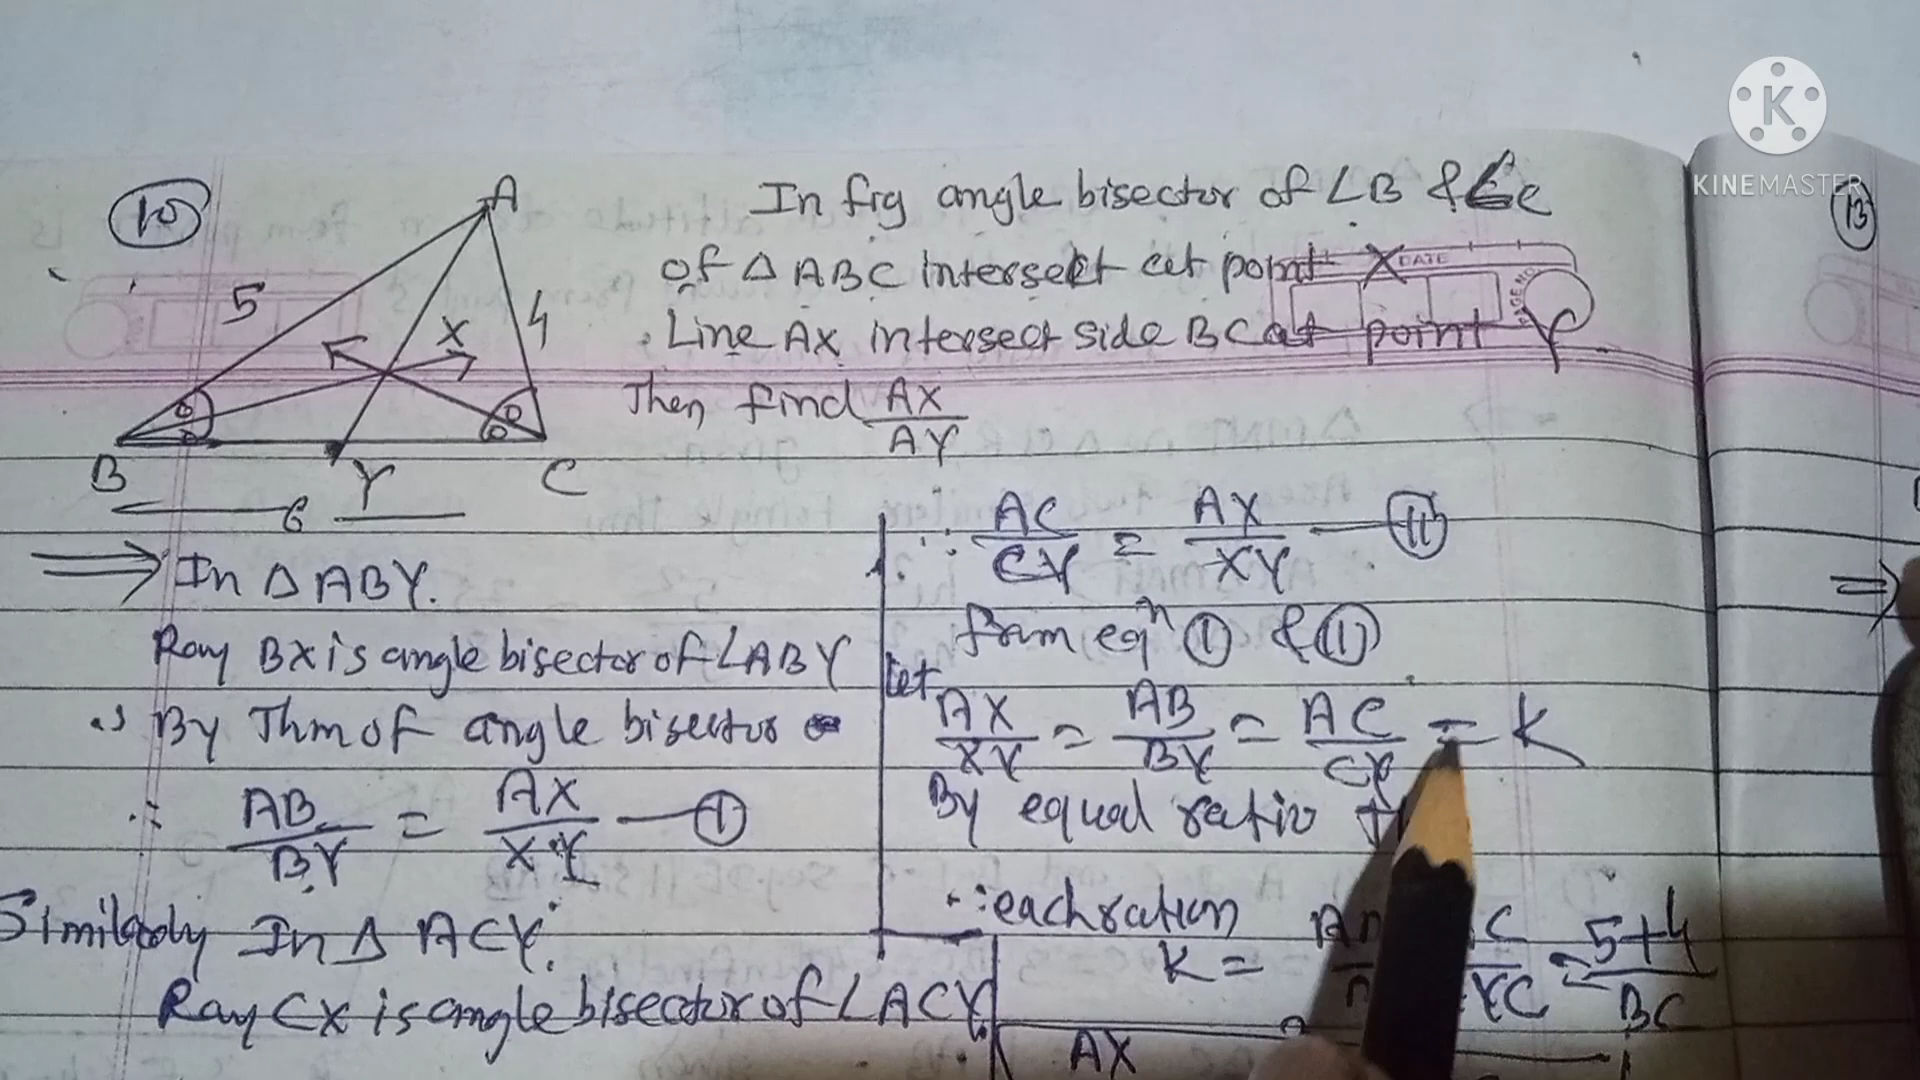 K
KINEMASTER
10
A
5
4
X
B
Y
C
6
In fig angle bisector of ∠B & ∠C
of △ ABC intersect at point X
DATE
PAGE NO.
Line AX intersect side BC at point Y
Then find AX/AY
13
⇒ In △ ABY.
Ray BX is angle bisector of ∠ABY
∴ By Thm of angle bisector
∴ AB/BY = AX/XY — I
Similarly In △ ACY.
Ray CX is angle bisector of ∠ACY
∴ AC/CY = AX/XY — II
from eqn I & II
let
AX/XY = AB/BY = AC/CY = K
By equal ratio
∴ each ration
K = = 5+4/BC
AX
⇒